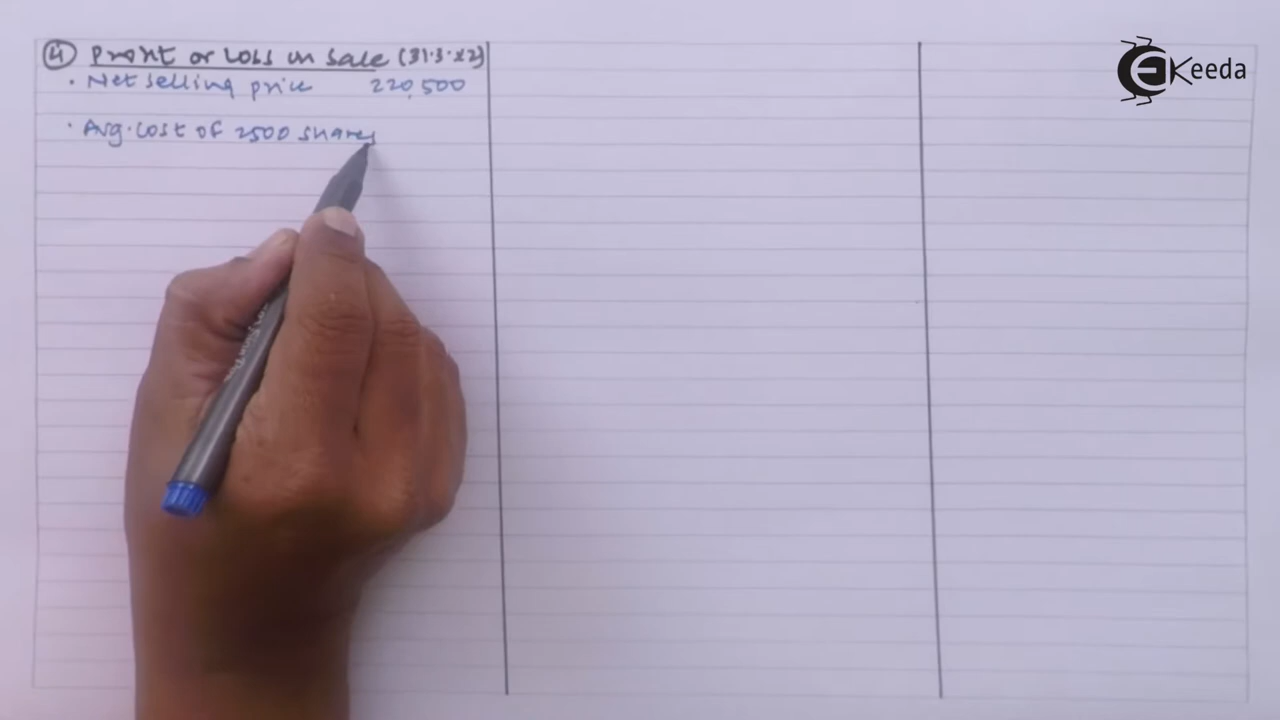 ④ Profit or Loss on sale (31.3.x2)
• Net selling price 220,500
• Avg. cost of 2500 shares
EKeeda